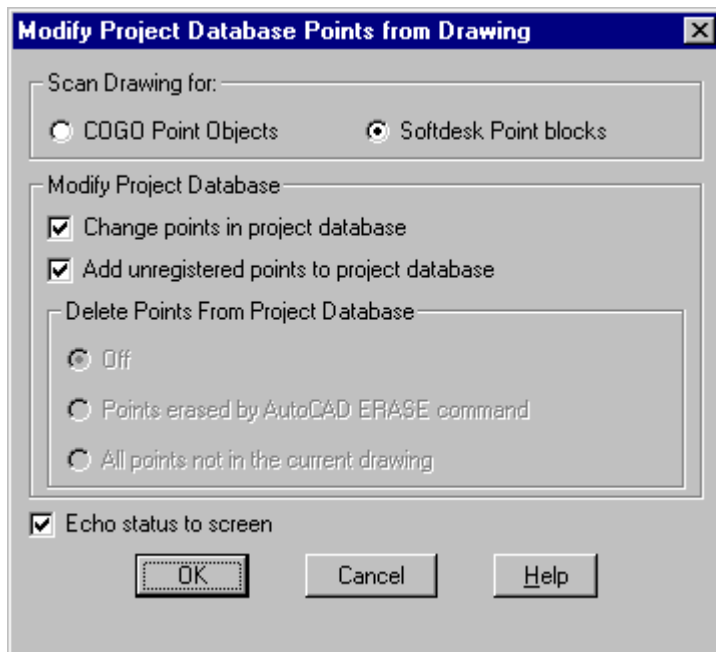 Modify Project Database Points from Drawing
Scan Drawing for:
COGO Point Objects Softdesk Point blocks
Modify Project Database
Change points in project database
Add unregistered points to project database
Delete Points From Project Database
Off
Points erased by AutoCAD ERASE command
All points not in the current drawing
Echo status to screen
OK Cancel Help